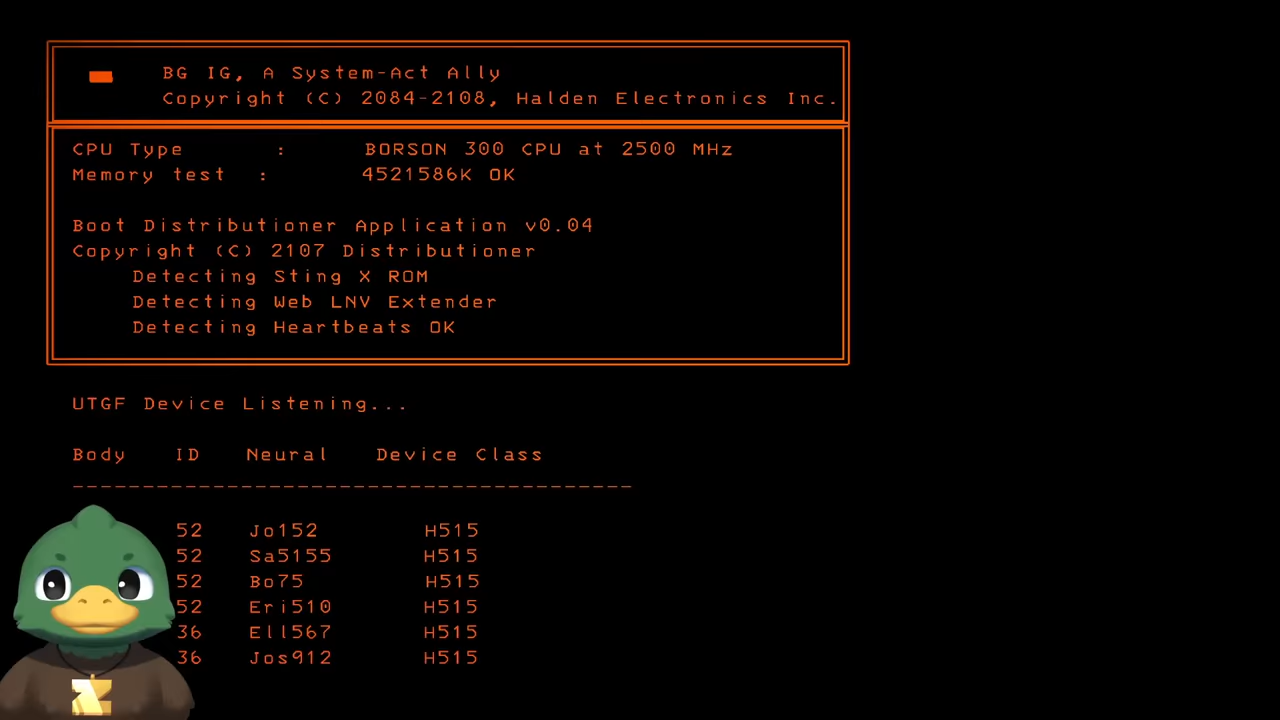 BG IG, A System-Act Ally
Copyright (C) 2084-2108, Halden Electronics Inc.
CPU Type : BORSON 300 CPU at 2500 MHz
Memory test : 4521586K OK
Boot Distributioner Application v0.04
Copyright (C) 2107 Distributioner
Detecting Sting X ROM
Detecting Web LNV Extender
Detecting Heartbeats OK
UTGF Device Listening...
Body ID Neural Device Class
----------------------------------------
52 Jo152 H515
52 Sa5155 H515
52 Bo75 H515
52 Eri510 H515
36 Ell567 H515
36 Jos912 H515
Z